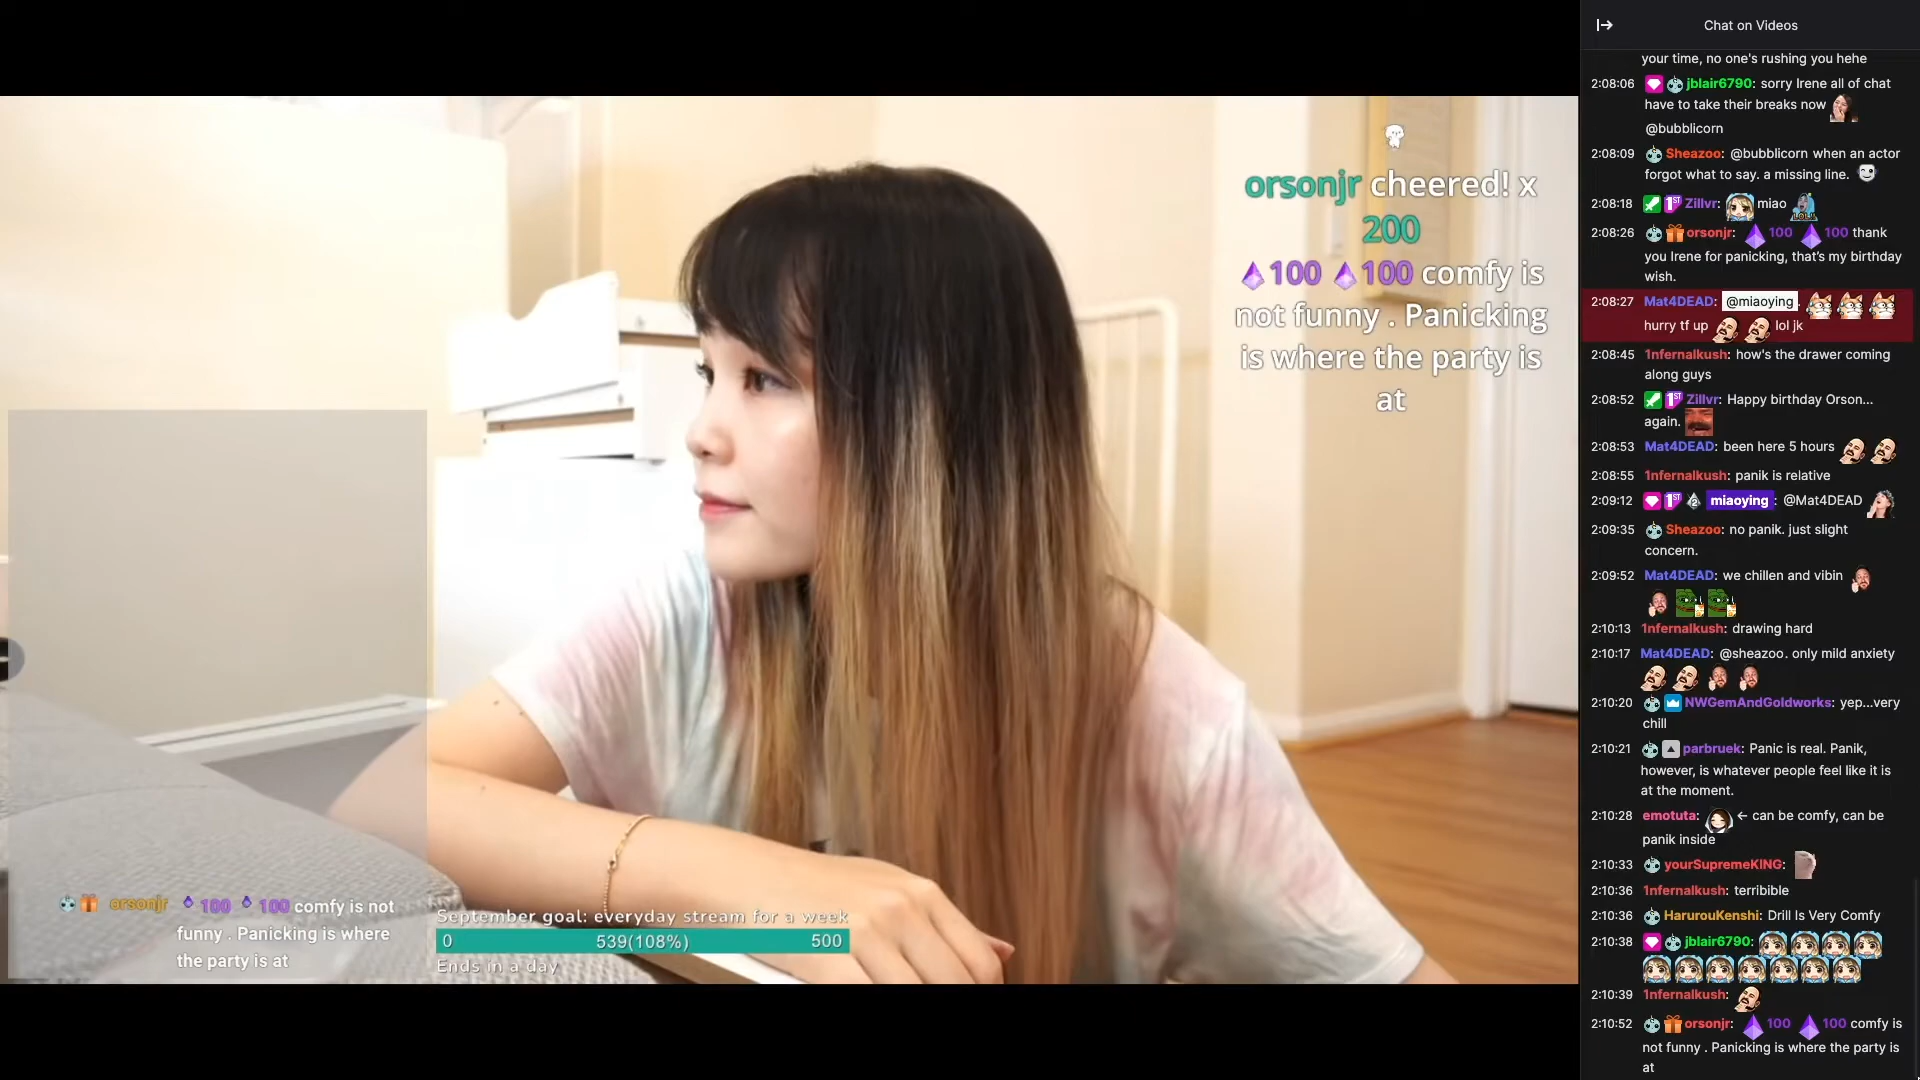 orsonjr cheered! x
200
100 100 comfy is
not funny . Panicking
is where the party is
at
orsonjr 100 100 comfy is not
funny . Panicking is where
the party is at
September goal: everyday stream for a week
0 539(108%) 500
Ends in a day
Chat on Videos
your time, no one's rushing you hehe
2:08:06 jblair6790: sorry Irene all of chat
have to take their breaks now
@bubblicorn
2:08:09 Sheazoo: @bubblicorn when an actor
forgot what to say. a missing line.
2:08:18 1ST Zillvr: miao
2:08:26 orsonjr: 100 100 thank
you Irene for panicking, that's my birthday
wish.
2:08:27 Mat4DEAD: @miaoying
hurry tf up lol jk
2:08:45 1nfernalkush: how's the drawer coming
along guys
2:08:52 1ST Zillvr: Happy birthday Orson...
again.
2:08:53 Mat4DEAD: been here 5 hours
2:08:55 1nfernalkush: panik is relative
2:09:12 1ST 2 miaoying: @Mat4DEAD
2:09:35 Sheazoo: no panik. just slight
concern.
2:09:52 Mat4DEAD: we chillen and vibin
2:10:13 1nfernalkush: drawing hard
2:10:17 Mat4DEAD: @sheazoo. only mild anxiety
2:10:20 NWGemAndGoldworks: yep...very
chill
2:10:21 parbruek: Panic is real. Panik,
however, is whatever people feel like it is
at the moment.
2:10:28 emotuta: ← can be comfy, can be
panik inside
2:10:33 yourSupremeKING:
2:10:36 1nfernalkush: terribible
2:10:36 HarurouKenshi: Drill Is Very Comfy
2:10:38 jblair6790:
2:10:39 1nfernalkush:
2:10:52 orsonjr: 100 100 comfy is
not funny . Panicking is where the party is
at